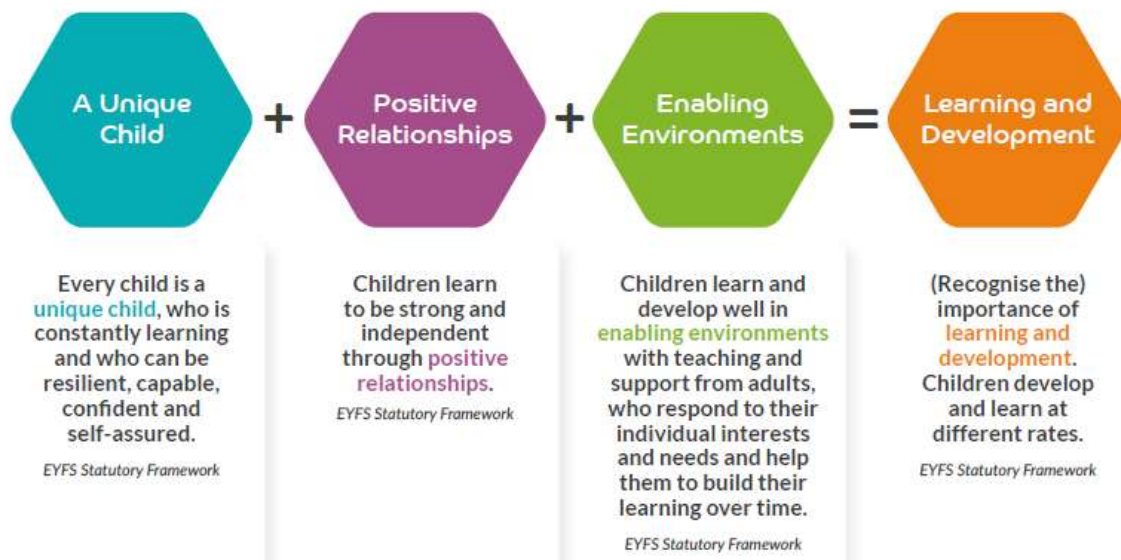 A Unique
Child
+
Positive
Relationships
+
Enabling
Environments
=
Learning and
Development
Every child is a
unique child, who is
constantly learning
and who can be
resilient, capable,
confident and
self-assured.
EYFS Statutory Framework
Children learn
to be strong and
independent
through positive
relationships.
EYFS Statutory Framework
Children learn and
develop well in
enabling environments
with teaching and
support from adults,
who respond to their
individual interests
and needs and help
them to build their
learning over time.
EYFS Statutory Framework
(Recognise the)
importance of
learning and
development.
Children develop
and learn at
different rates.
EYFS Statutory Framework